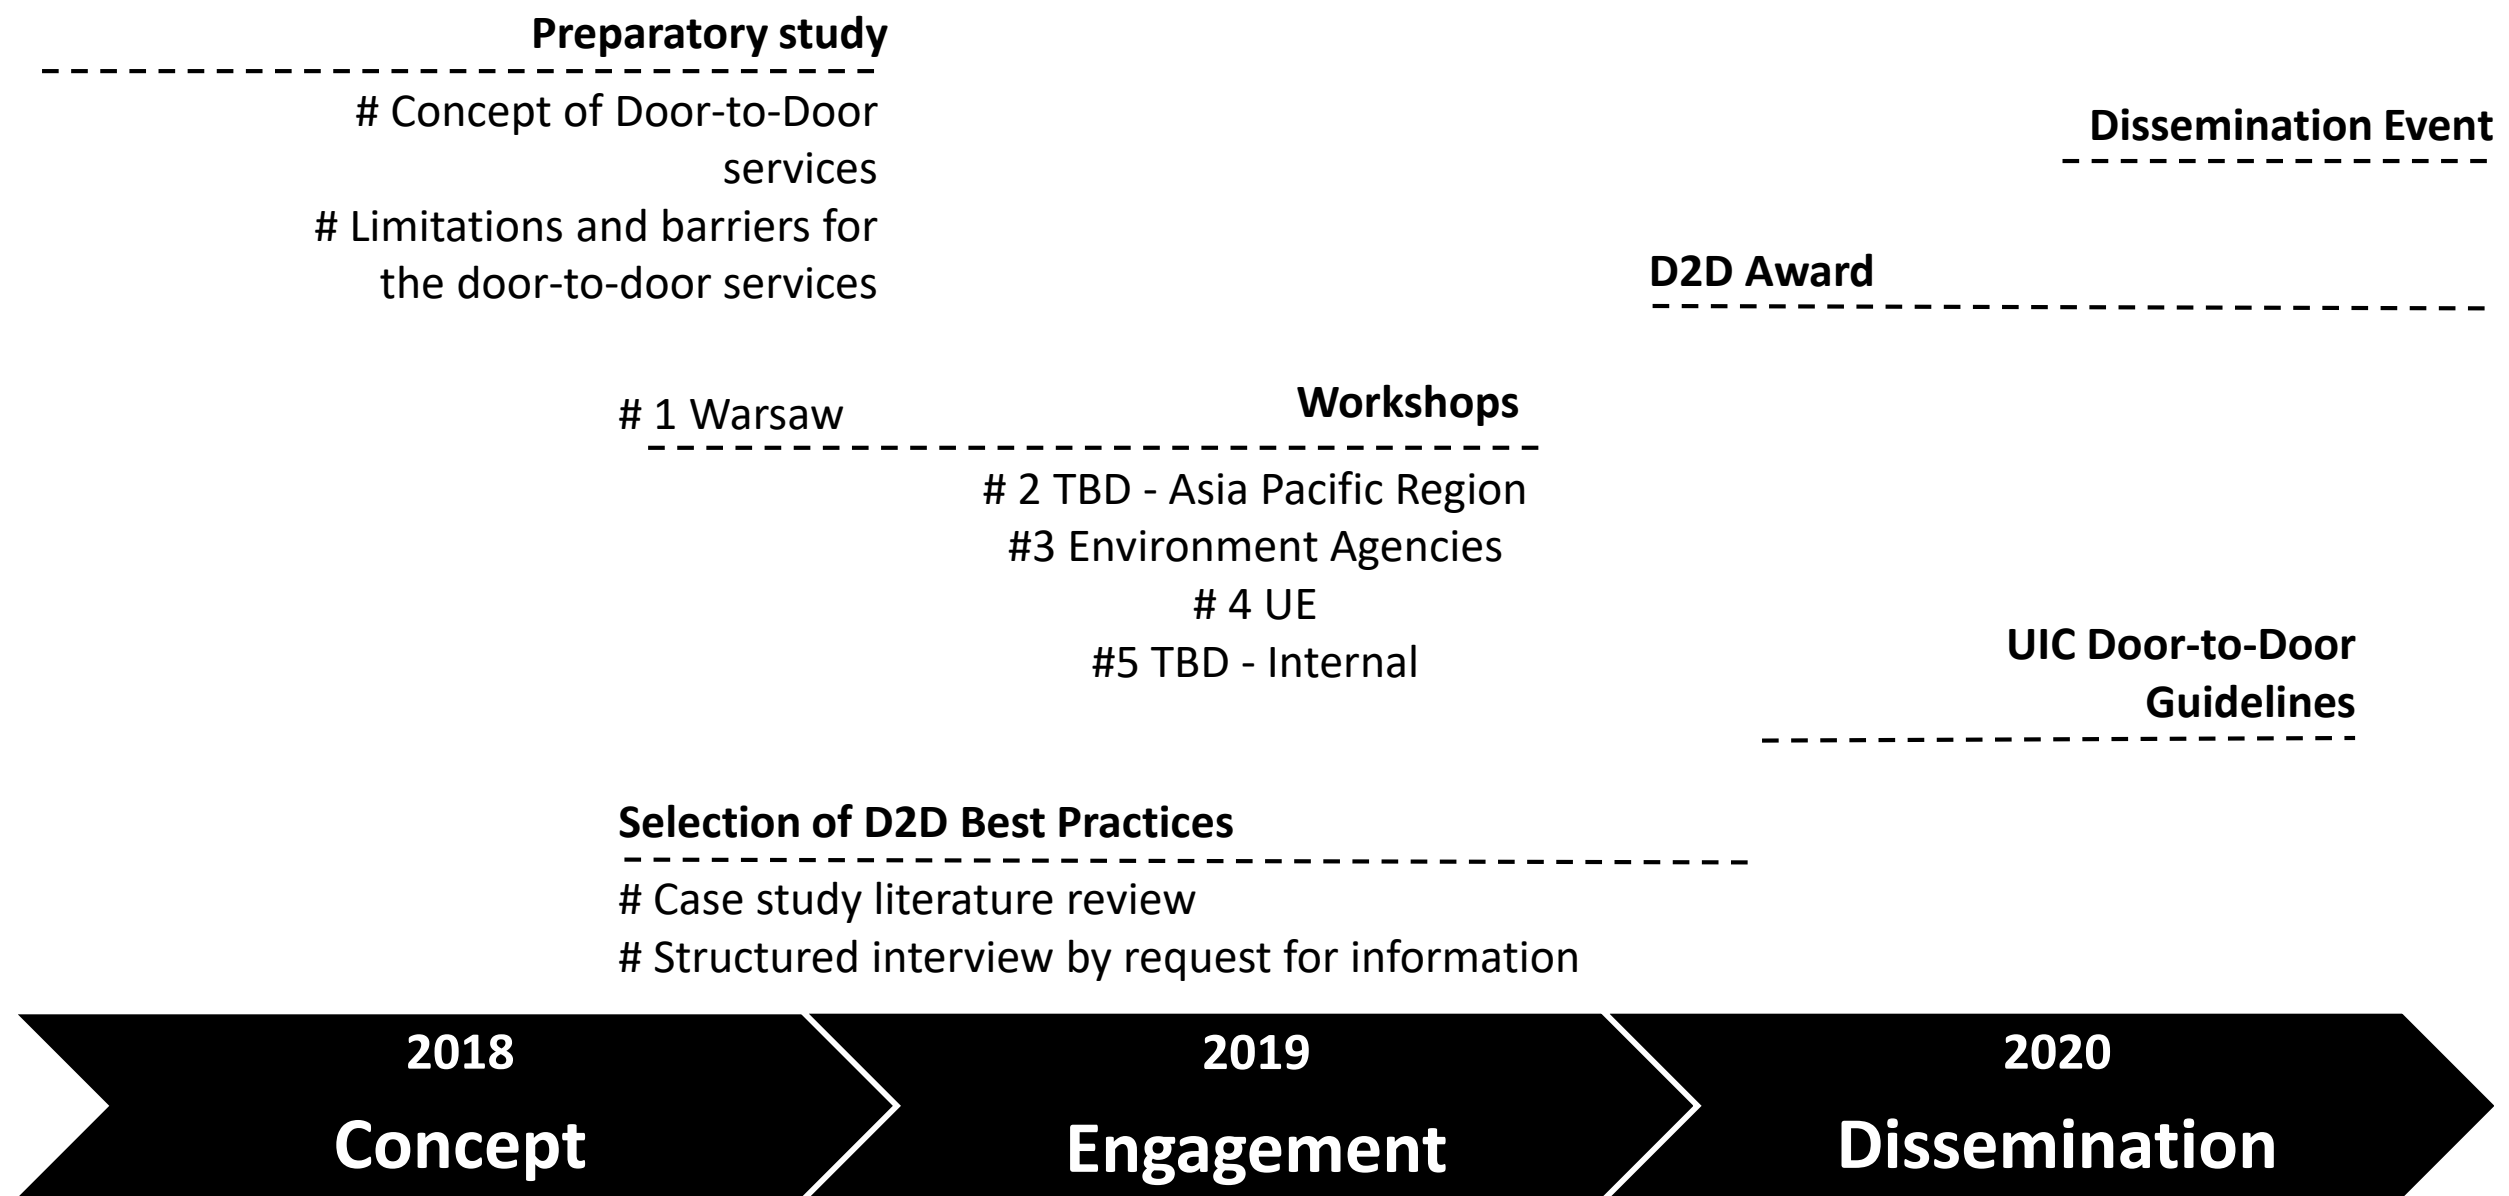 Preparatory study
# Concept of Door-to-Door
services
# Limitations and barriers for
the door-to-door services
Dissemination Event
D2D Award
# 1 Warsaw
Workshops
# 2 TBD - Asia Pacific Region
#3 Environment Agencies
# 4 UE
#5 TBD - Internal
UIC Door-to-Door
Guidelines
Selection of D2D Best Practices
# Case study literature review
# Structured interview by request for information
2018
Concept
2019
Engagement
2020
Dissemination